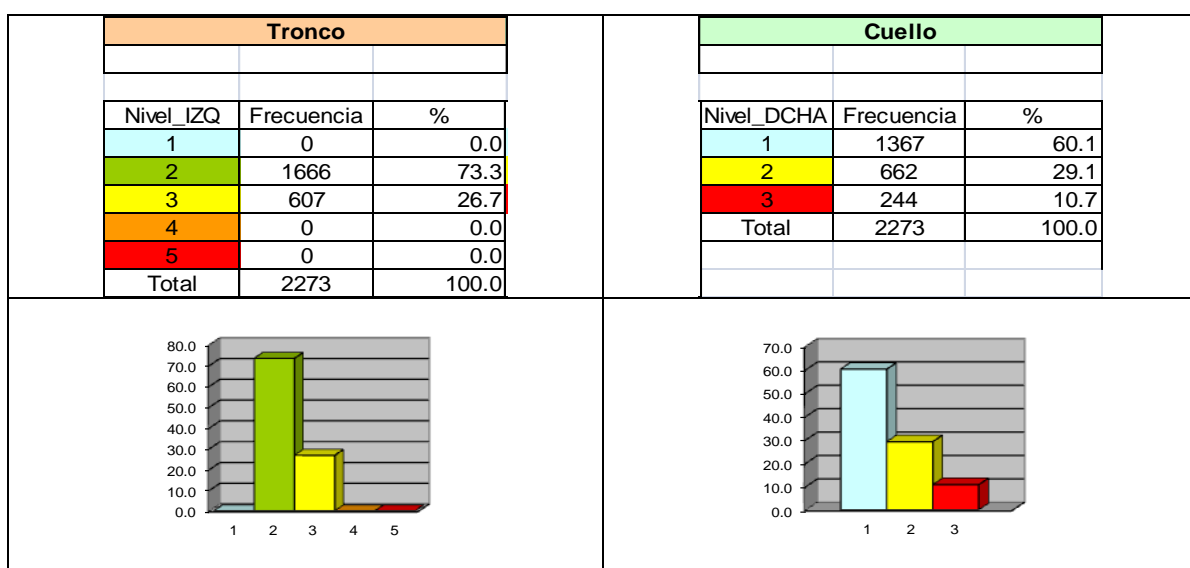 Tronco
Nivel_IZQ Frecuencia %
1 0 0.0
2 1666 73.3
3 607 26.7
4 0 0.0
5 0 0.0
Total 2273 100.0
Cuello
Nivel_DCHA Frecuencia %
1 1367 60.1
2 662 29.1
3 244 10.7
Total 2273 100.0
80.0
70.0
60.0
50.0
40.0
30.0
20.0
10.0
0.0
1 2 3 4 5
70.0
60.0
50.0
40.0
30.0
20.0
10.0
0.0
1 2 3